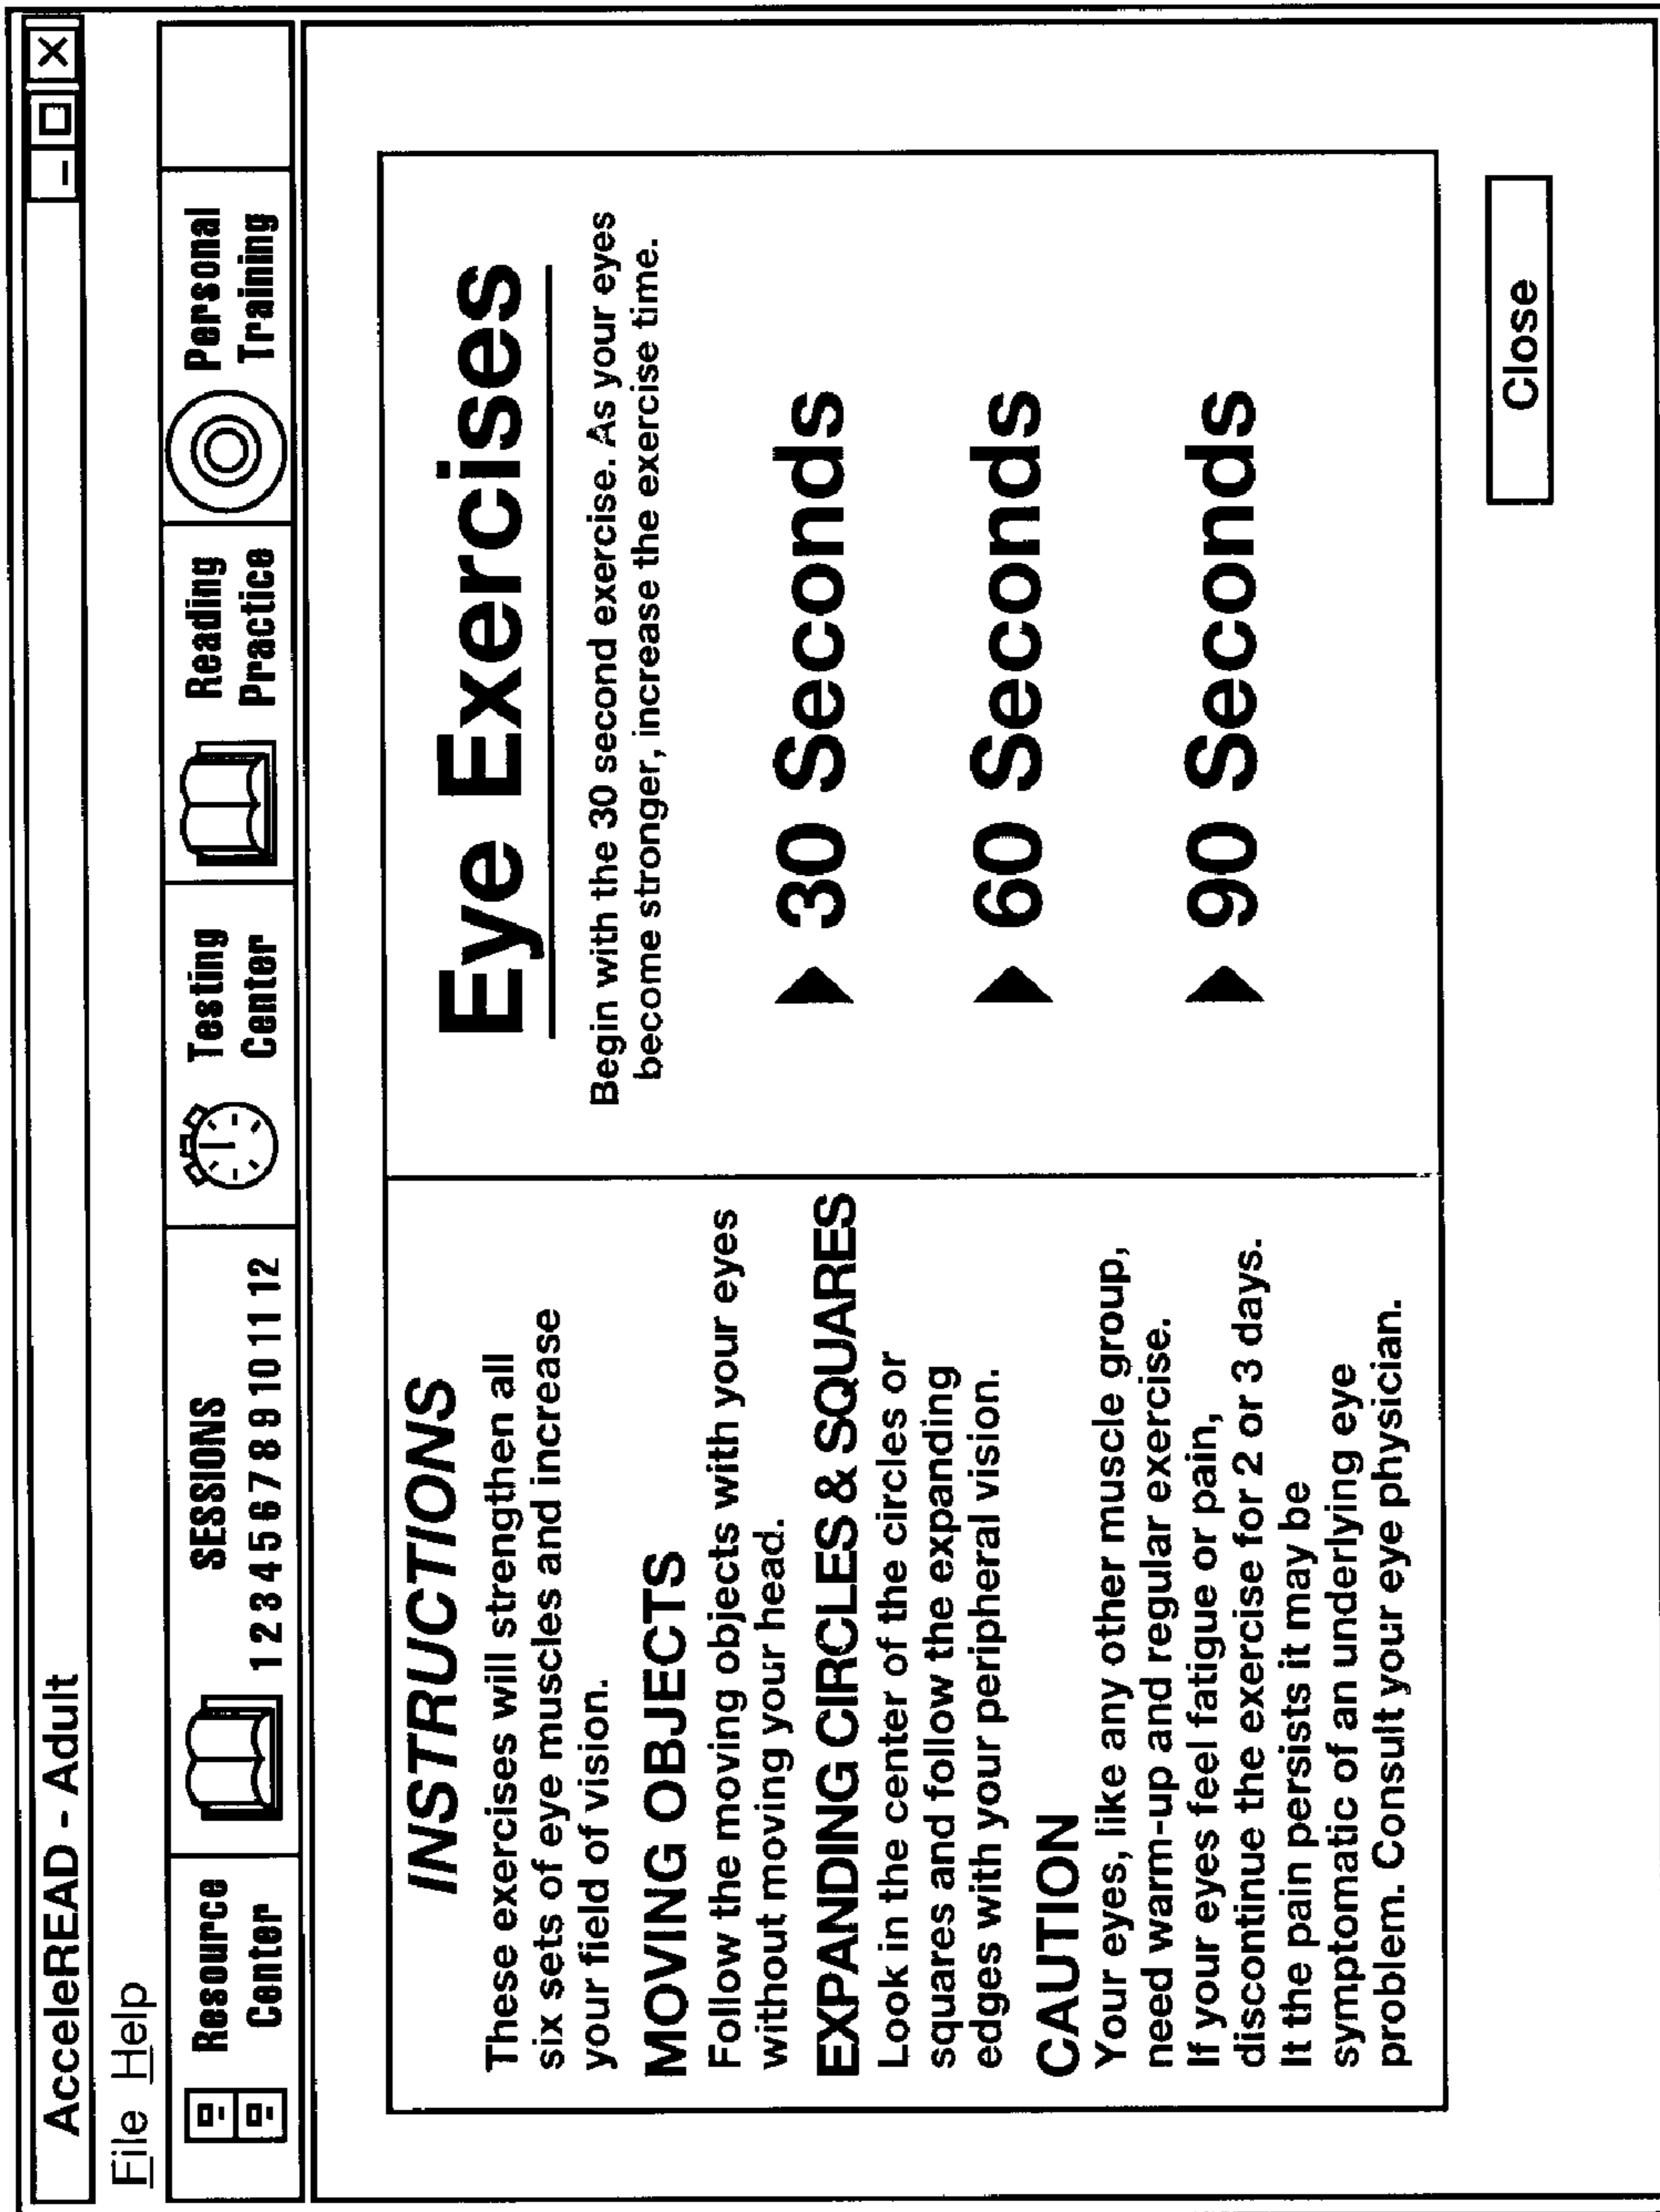 AcceleREAD - Adult
File Help
Resource
Center
SESSIONS
1 2 3 4 5 6 7 8 9 10 11 12
Testing
Center
Reading
Practice
Personal
Training
INSTRUCTIONS
These exercises will strengthen all
six sets of eye muscles and increase
your field of vision.
MOVING OBJECTS
Follow the moving objects with your eyes
without moving your head.
EXPANDING CIRCLES & SQUARES
Look in the center of the circles or
squares and follow the expanding
edges with your peripheral vision.
CAUTION
Your eyes, like any other muscle group,
need warm-up and regular exercise.
If your eyes feel fatigue or pain,
discontinue the exercise for 2 or 3 days.
It the pain persists it may be
symptomatic of an underlying eye
problem. Consult your eye physician.
Eye Exercises
Begin with the 30 second exercise. As your eyes
become stronger, increase the exercise time.
30 Seconds
60 Seconds
90 Seconds
Close